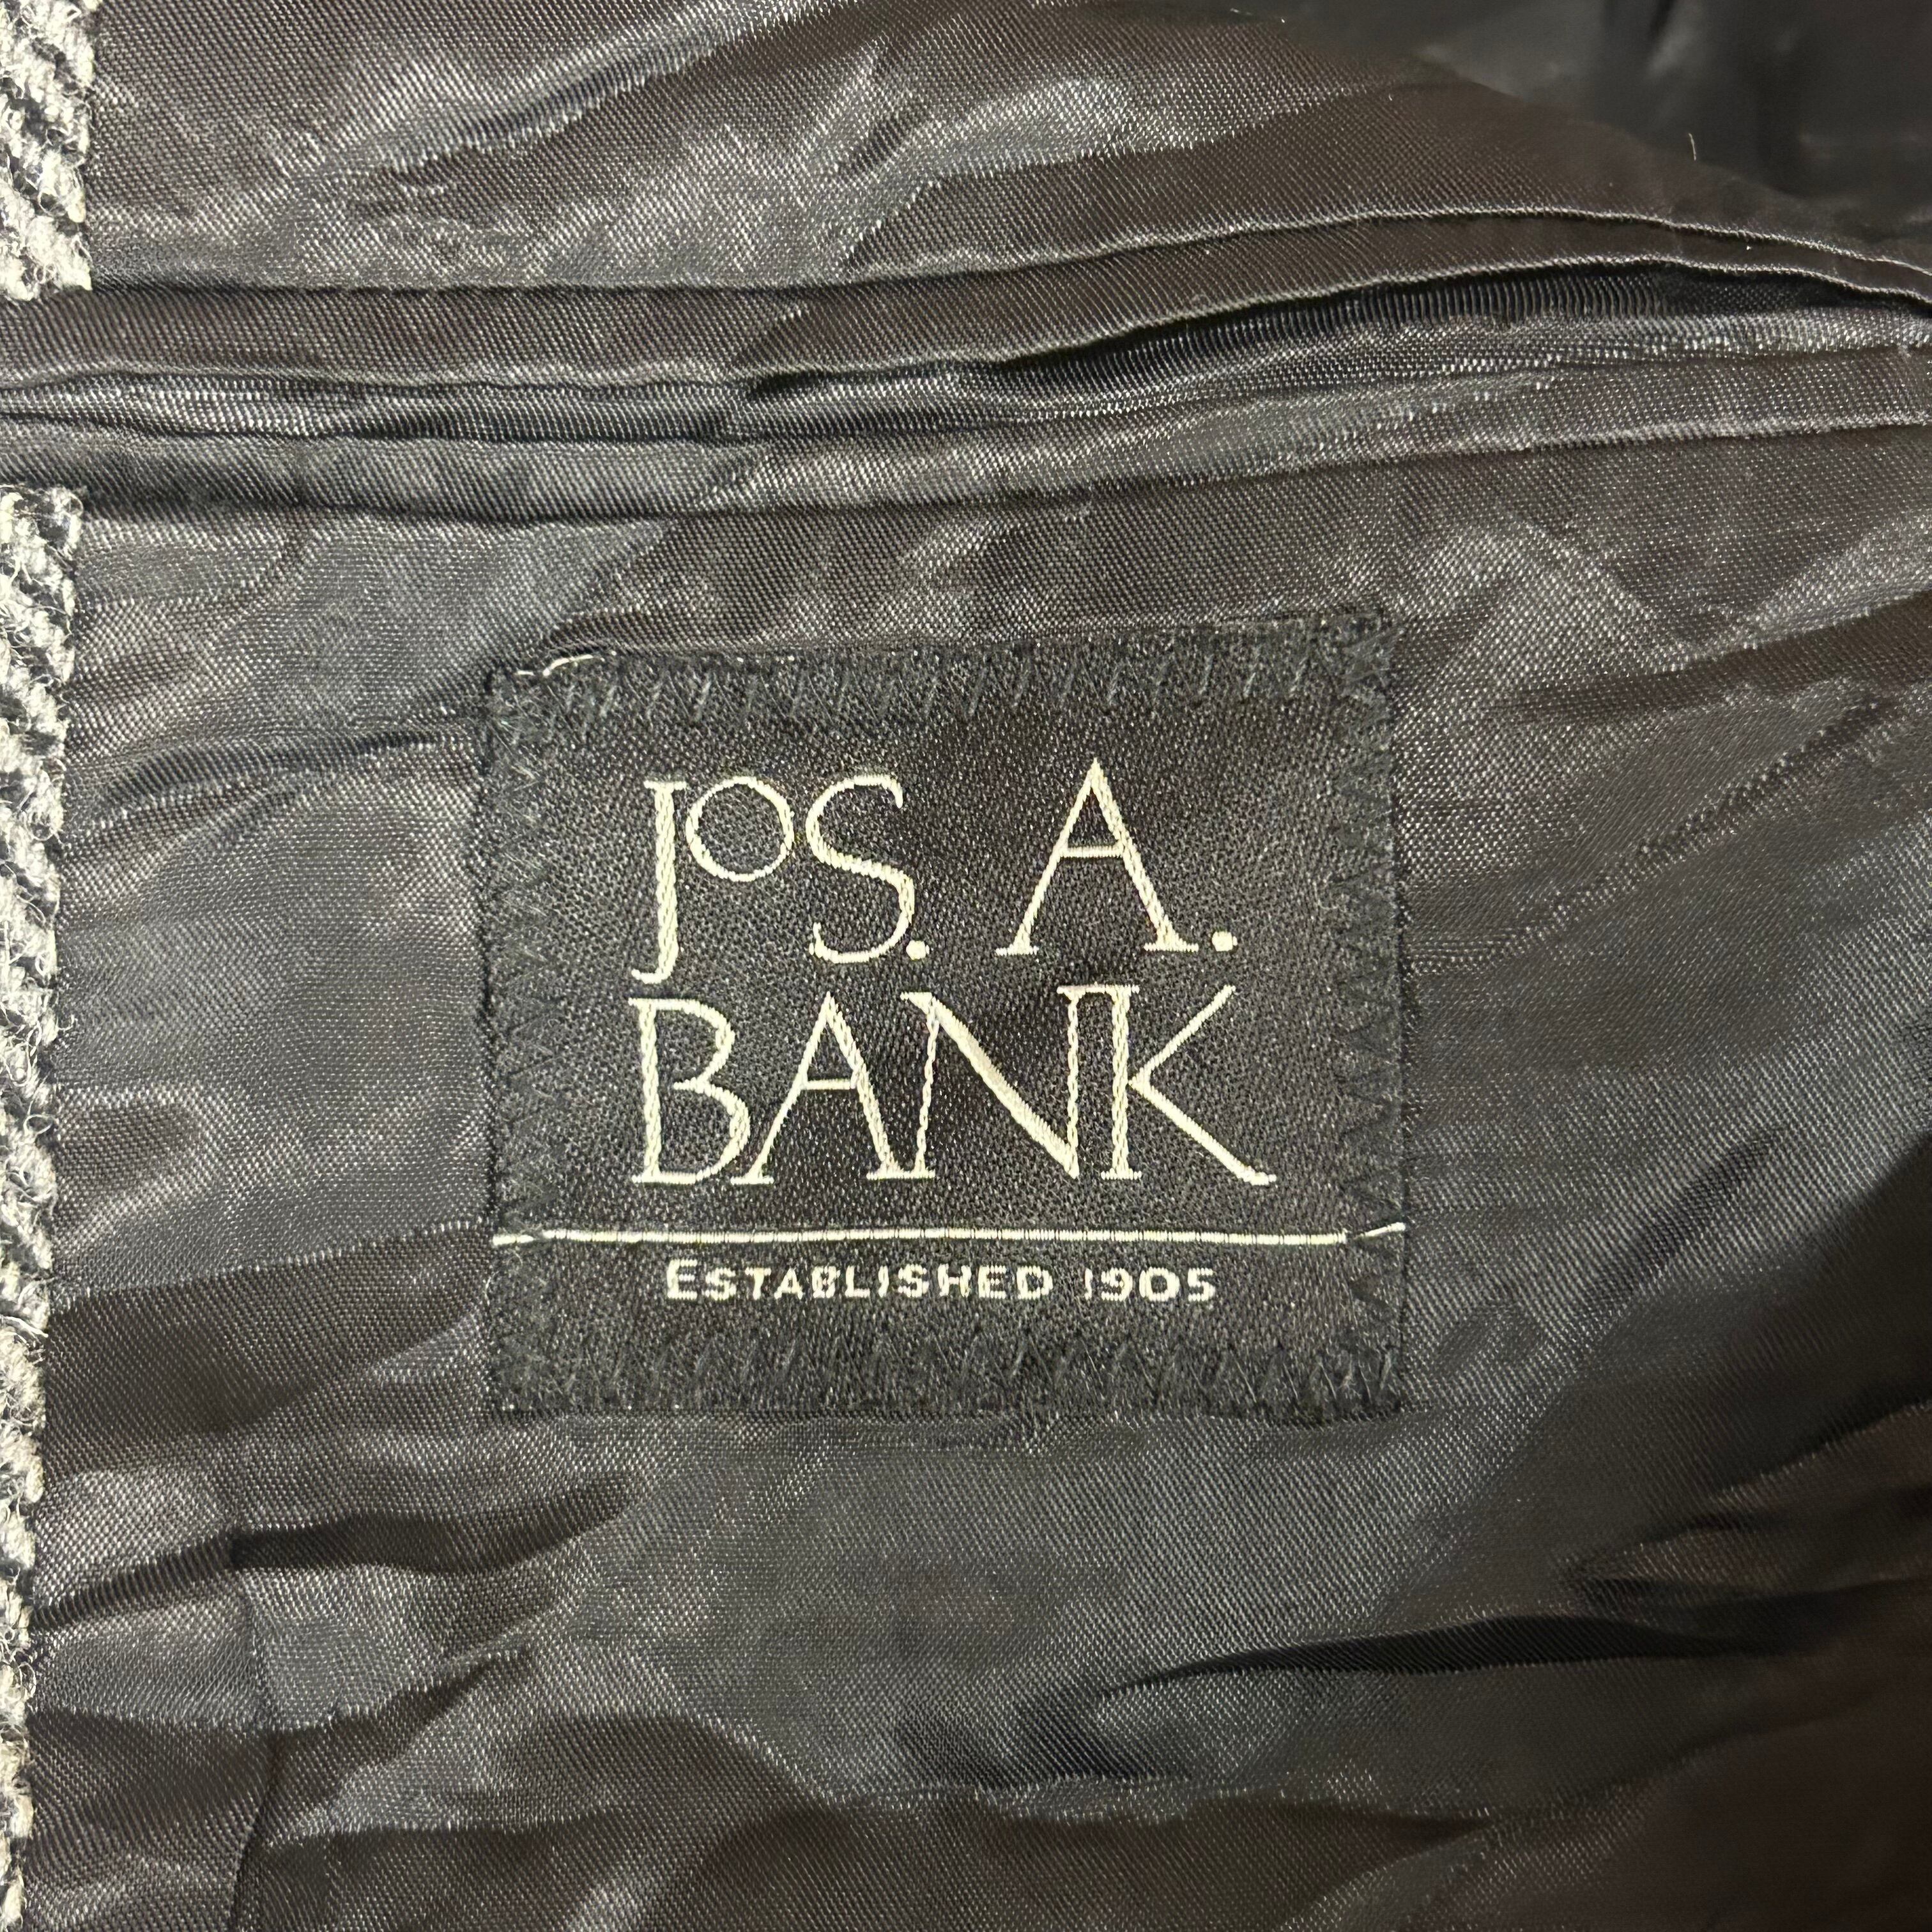 JOS. A.
BANK
ESTABLISHED 1905